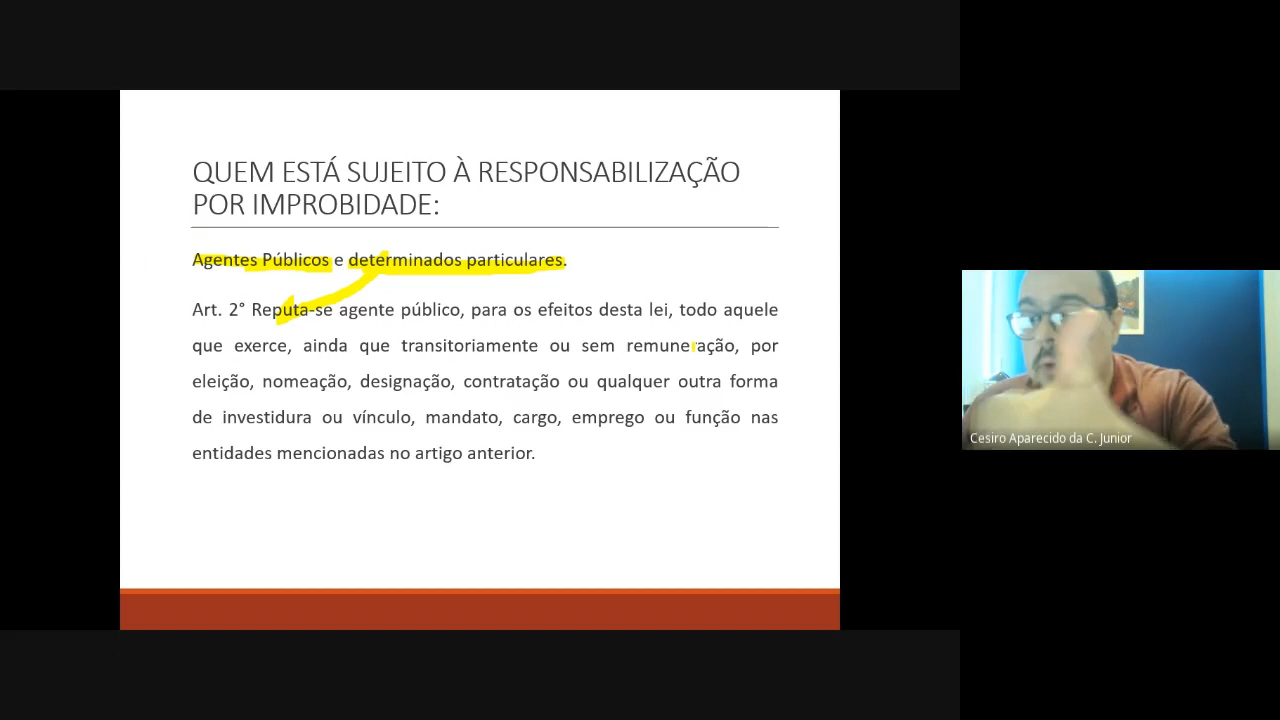 QUEM ESTÁ SUJEITO À RESPONSABILIZAÇÃO
POR IMPROBIDADE:
Agentes Públicos e determinados particulares.
Art. 2° Reputa-se agente público, para os efeitos desta lei, todo aquele
que exerce, ainda que transitoriamente ou sem remuneração, por
eleição, nomeação, designação, contratação ou qualquer outra forma
de investidura ou vínculo, mandato, cargo, emprego ou função nas
entidades mencionadas no artigo anterior.
Cesiro Aparecido da C. Junior